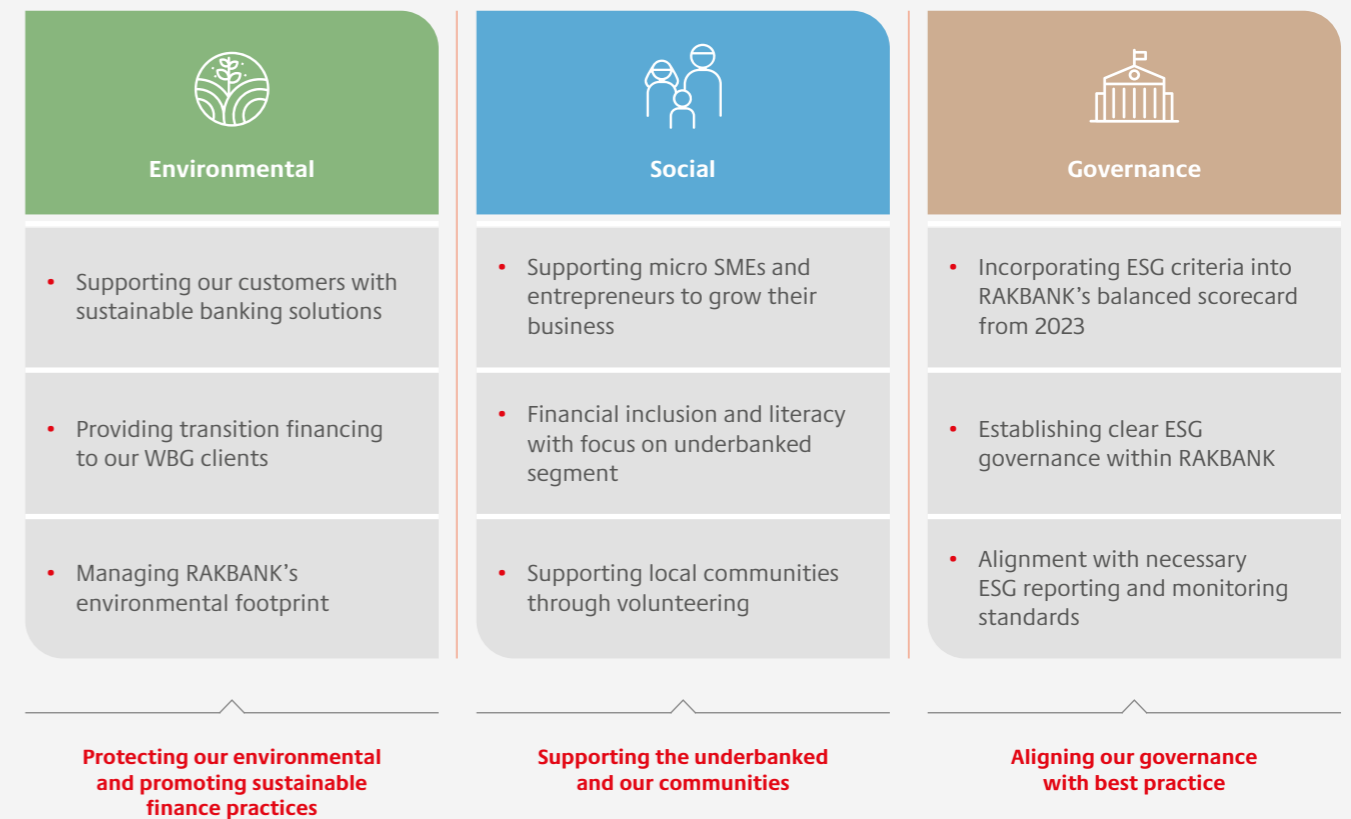 Environmental
• Supporting our customers with
sustainable banking solutions
• Providing transition financing
to our WBG clients
• Managing RAKBANK’s
environmental footprint
Protecting our environmental
and promoting sustainable
finance practices
Social
• Supporting micro SMEs and
entrepreneurs to grow their
business
• Financial inclusion and literacy
with focus on underbanked
segment
• Supporting local communities
through volunteering
Supporting the underbanked
and our communities
Governance
• Incorporating ESG criteria into
RAKBANK’s balanced scorecard
from 2023
• Establishing clear ESG
governance within RAKBANK
• Alignment with necessary
ESG reporting and monitoring
standards
Aligning our governance
with best practice